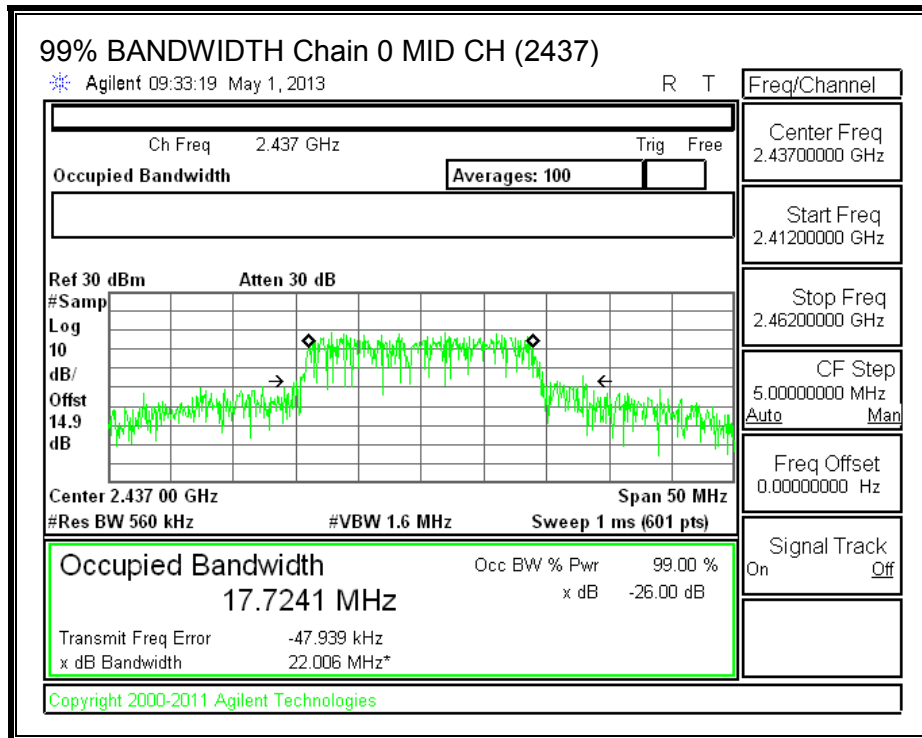 99% BANDWIDTH Chain 0 MID CH (2437)
Agilent 09:33:19 May 1, 2013 R T
Freq/Channel
Ch Freq 2.437 GHz Trig Free
Occupied Bandwidth Averages: 100
Center Freq
2.43700000 GHz
Start Freq
2.41200000 GHz
Stop Freq
2.46200000 GHz
CF Step
5.00000000 MHz
Auto Man
Freq Offset
0.00000000 Hz
Signal Track
On Off
Ref 30 dBm Atten 30 dB
#Samp
Log
10
dB/
Offst
14.9
dB
Center 2.437 00 GHz Span 50 MHz
#Res BW 560 kHz #VBW 1.6 MHz Sweep 1 ms (601 pts)
Occupied Bandwidth Occ BW % Pwr 99.00 %
17.7241 MHz x dB -26.00 dB
Transmit Freq Error -47.939 kHz
x dB Bandwidth 22.006 MHz*
Copyright 2000-2011 Agilent Technologies